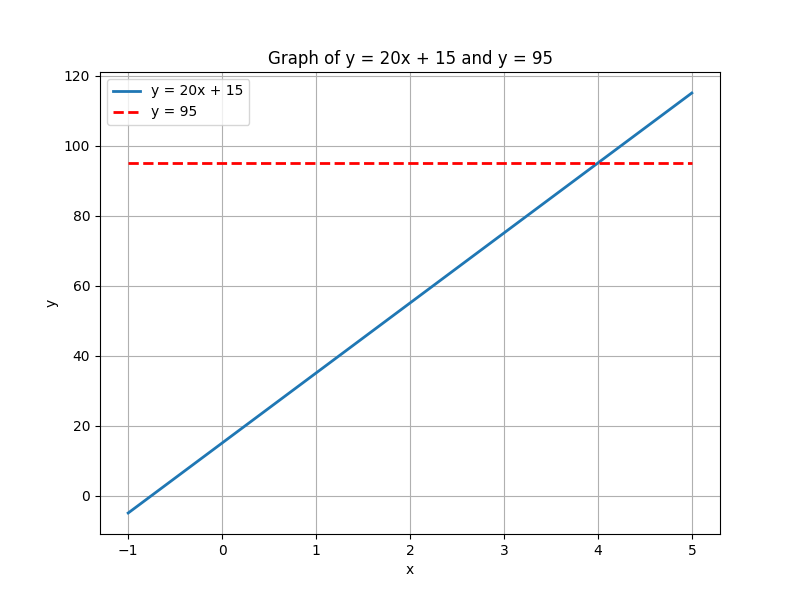 Graph of y = 20x + 15 and y = 95
y = 20x + 15
y = 95
120
100
80
60
40
20
0
y
−1 0 1 2 3 4 5
x